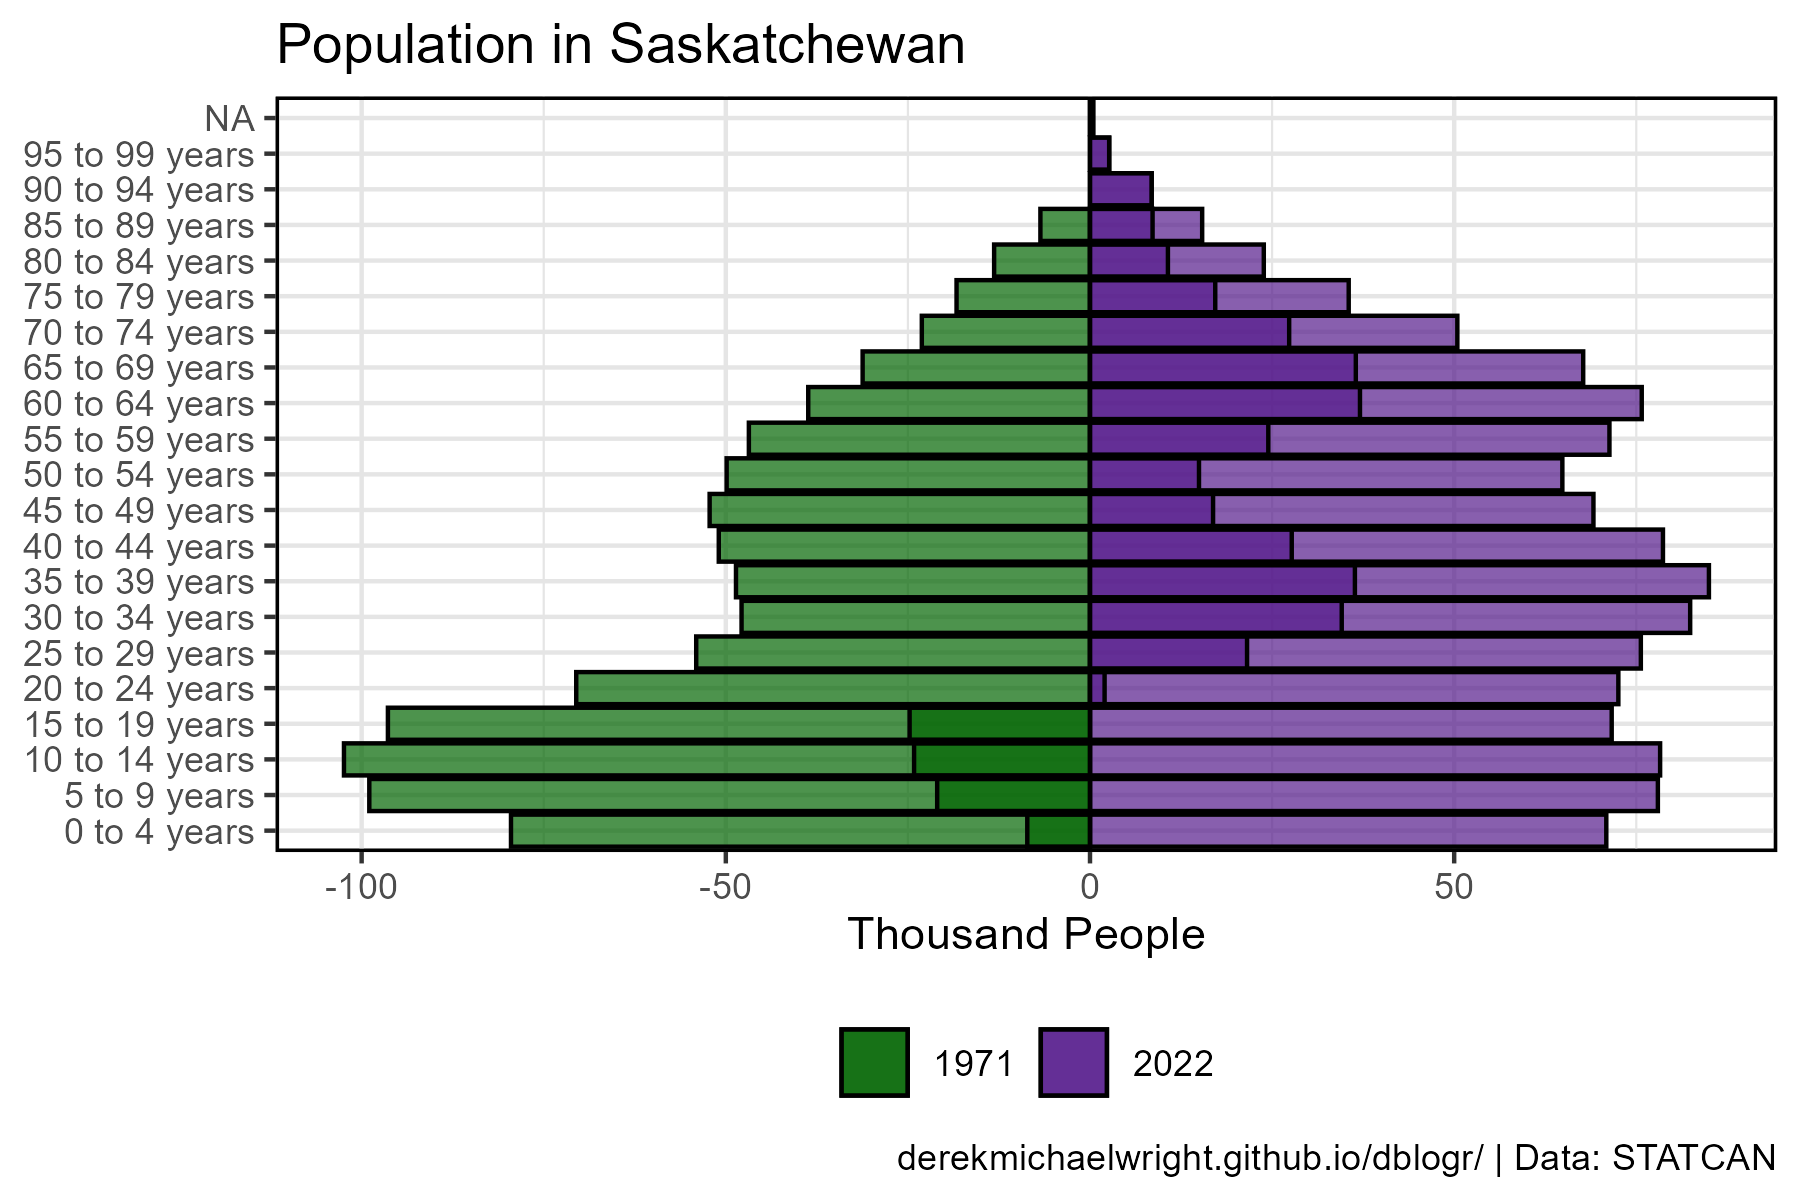 Population in Saskatchewan
NA
95 to 99 years
90 to 94 years
85 to 89 years
80 to 84 years
75 to 79 years
70 to 74 years
65 to 69 years
60 to 64 years
55 to 59 years
50 to 54 years
45 to 49 years
40 to 44 years
35 to 39 years
30 to 34 years
25 to 29 years
20 to 24 years
15 to 19 years
10 to 14 years
5 to 9 years
0 to 4 years
-100 -50 0 50
Thousand People
1971 2022
derekmichaelwright.github.io/dblogr/ | Data: STATCAN